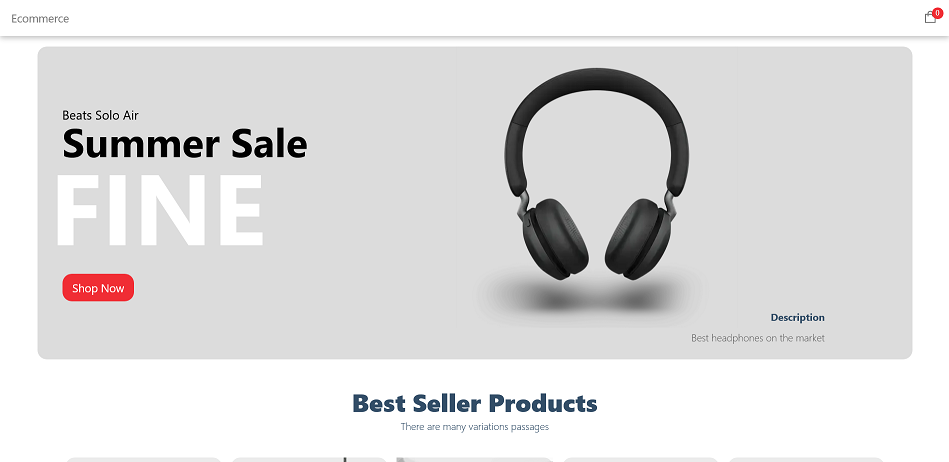 Ecommerce
0
Beats Solo Air
Summer Sale
FINE
Shop Now
Description
Best headphones on the market
Best Seller Products
There are many variations passages